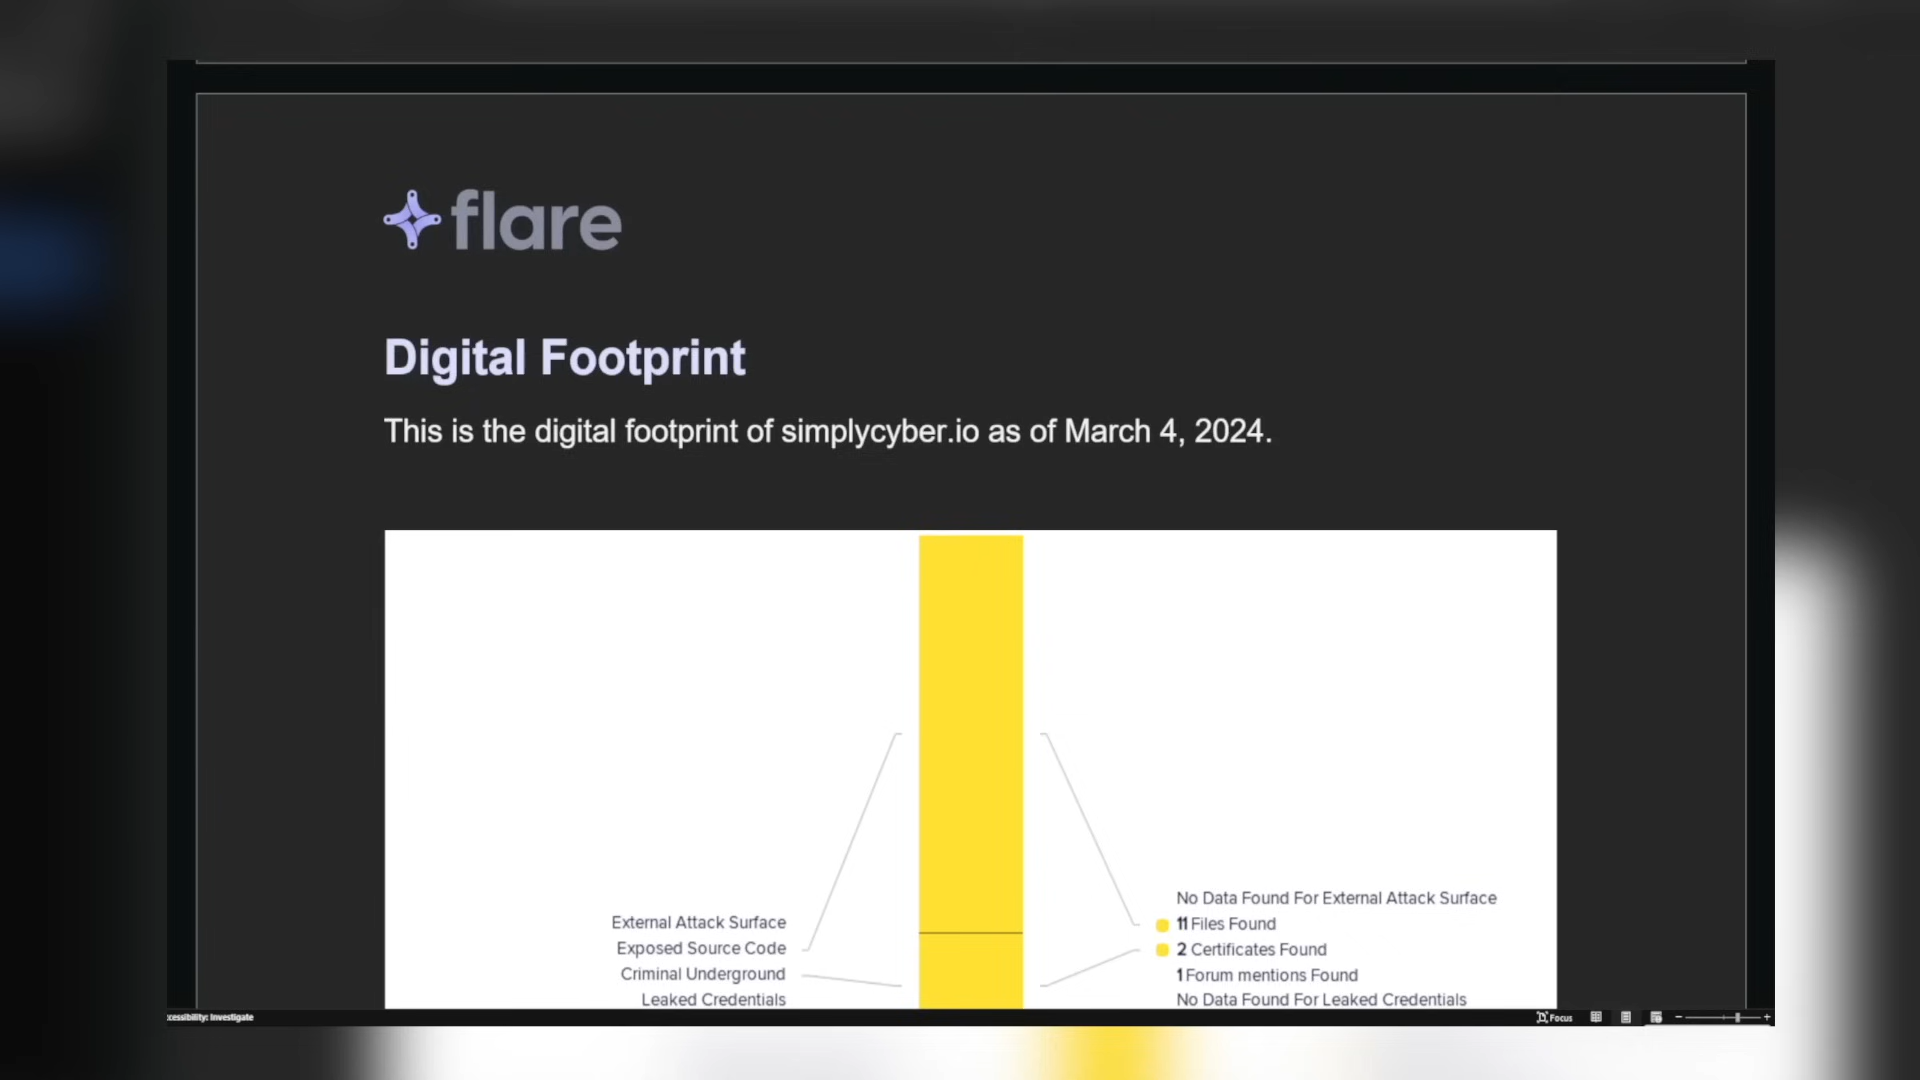 flare
Digital Footprint
This is the digital footprint of simplycyber.io as of March 4, 2024.
External Attack Surface
Exposed Source Code
Criminal Underground
Leaked Credentials
No Data Found For External Attack Surface
11 Files Found
2 Certificates Found
1 Forum mentions Found
No Data Found For Leaked Credentials
ccessibility: Investigate
Focus